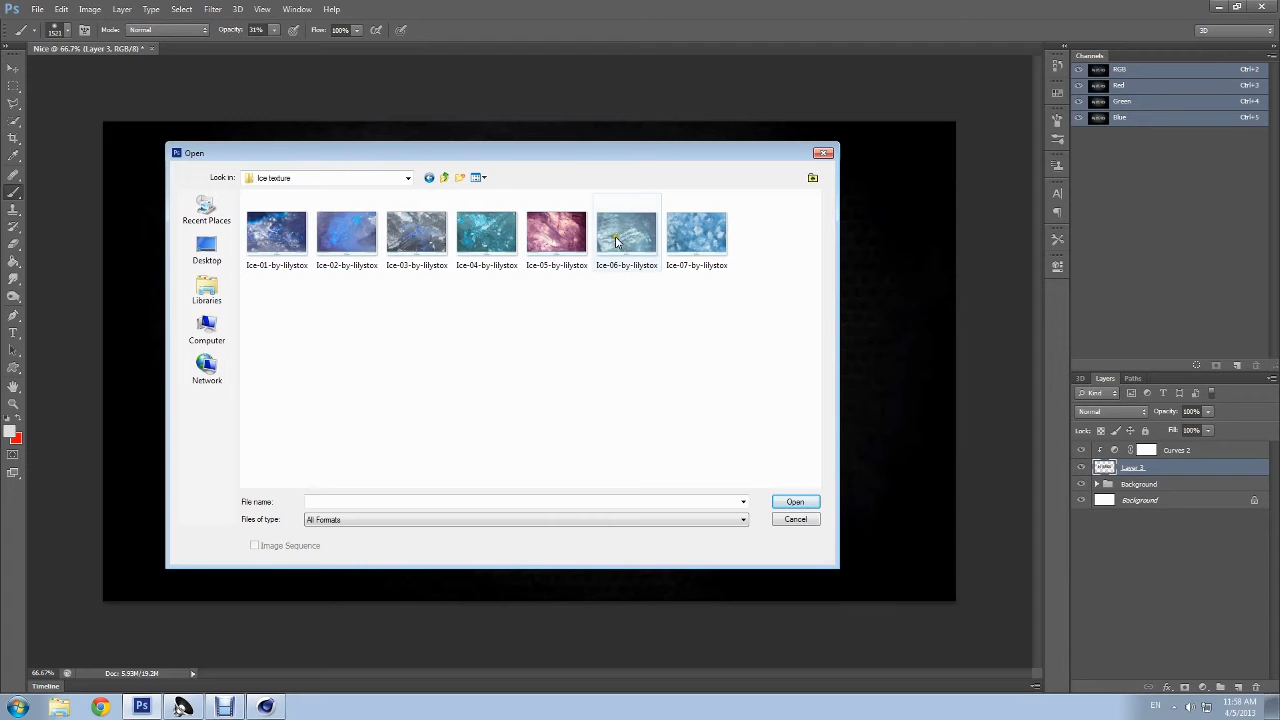 Ps File Edit Image Layer Type Select Filter 3D View Window Help
1521 Mode: Normal Opacity: 31% Flow: 100% 3D
Nice @ 66.7% (Layer 3, RGB/8) *
Channels
RGB Ctrl+2
Red Ctrl+3
Green Ctrl+4
Blue Ctrl+5
Open
Look in: Ice texture
Recent Places
Desktop
Libraries
Computer
Network
Ice-01-by-lilystox Ice-02-by-lilystox Ice-03-by-lilystox Ice-04-by-lilystox Ice-05-by-lilystox Ice-06-by-lilystox Ice-07-by-lilystox
File name: Open
Files of type: All Formats Cancel
Image Sequence
3D Layers Paths
Kind
Normal Opacity: 100%
Lock: Fill: 100%
Curves 2
Layer 3
Background
Background
66.67% Doc: 5.93M/19.2M
Timeline
EN 11:58 AM
4/5/2013